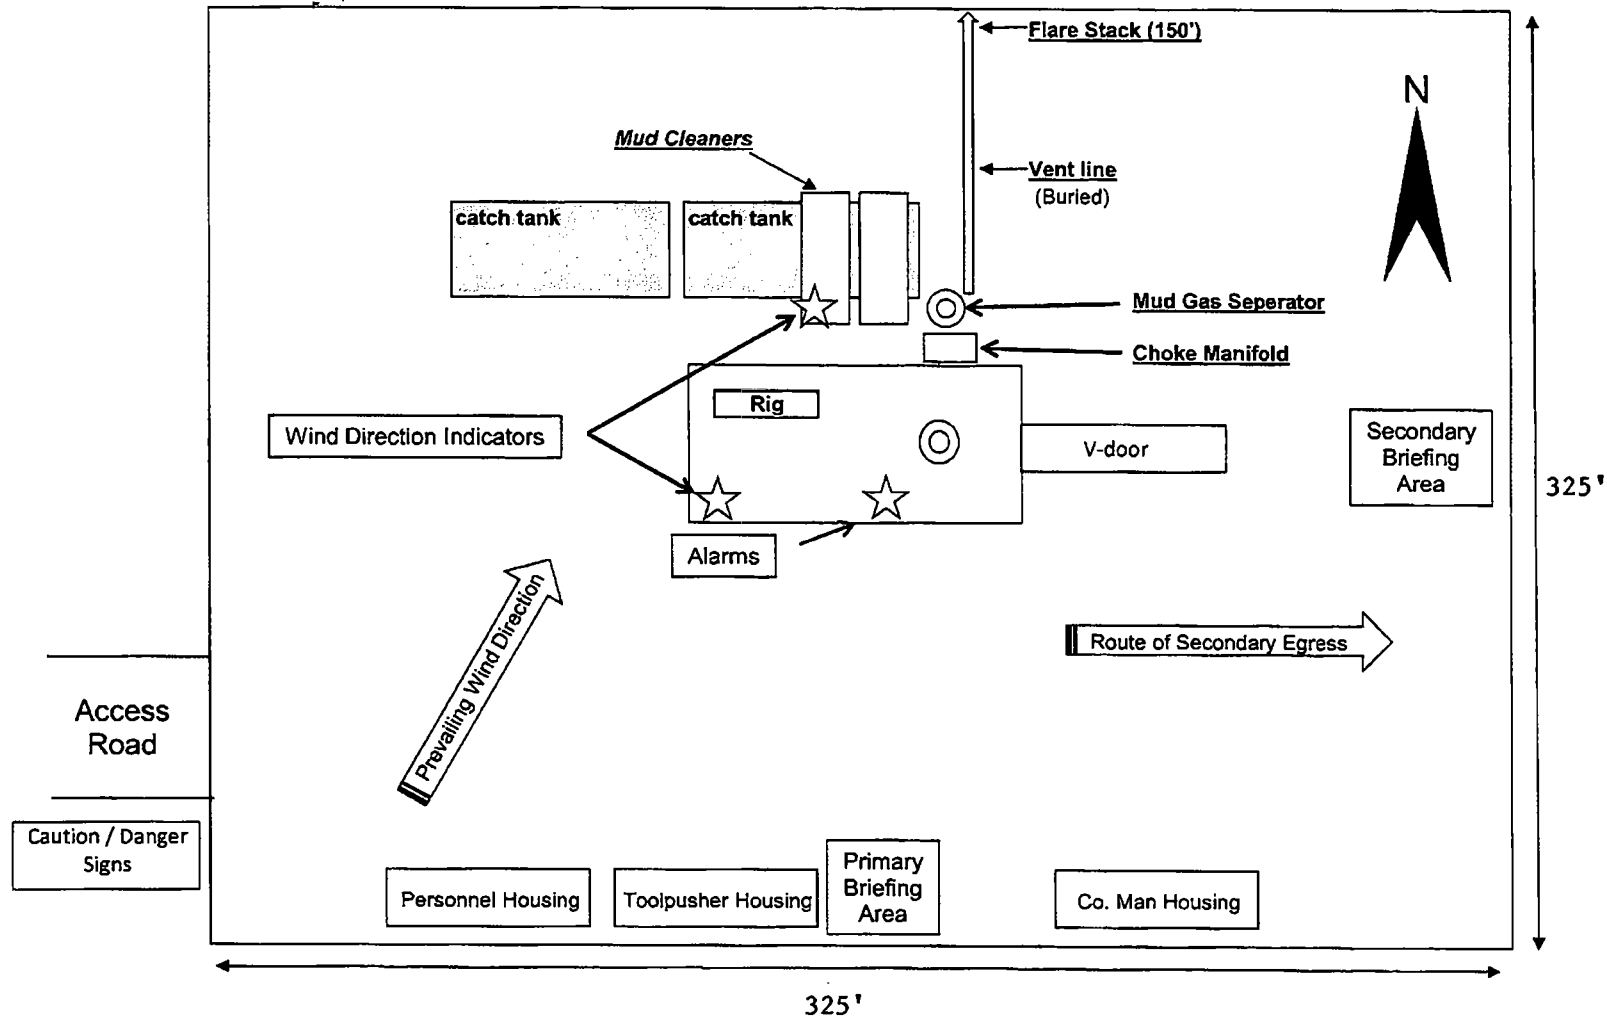 Flare Stack (150')
N
Mud Cleaners
Vent line
(Buried)
catch tank
catch tank
Mud Gas Seperator
Choke Manifold
Rig
Wind Direction Indicators
V-door
Secondary
Briefing
Area
325'
Alarms
Prevailing Wind Direction
Route of Secondary Egress
Access
Road
Caution / Danger
Signs
Personnel Housing
Toolpusher Housing
Primary
Briefing
Area
Co. Man Housing
325'